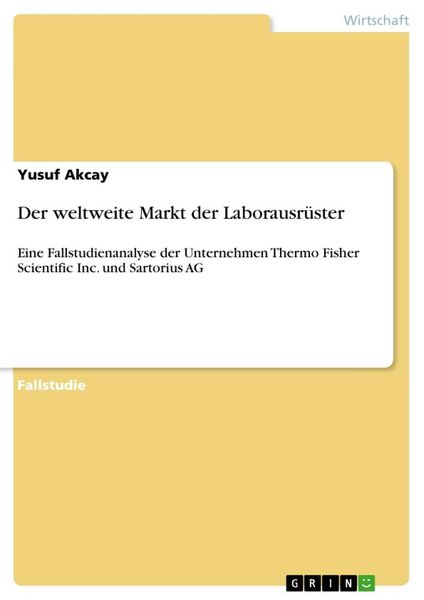 Wirtschaft
Yusuf Akcay
Der weltweite Markt der Laborausrüster
Eine Fallstudienanalyse der Unternehmen Thermo Fisher
Scientific Inc. und Sartorius AG
Fallstudie
GRIN